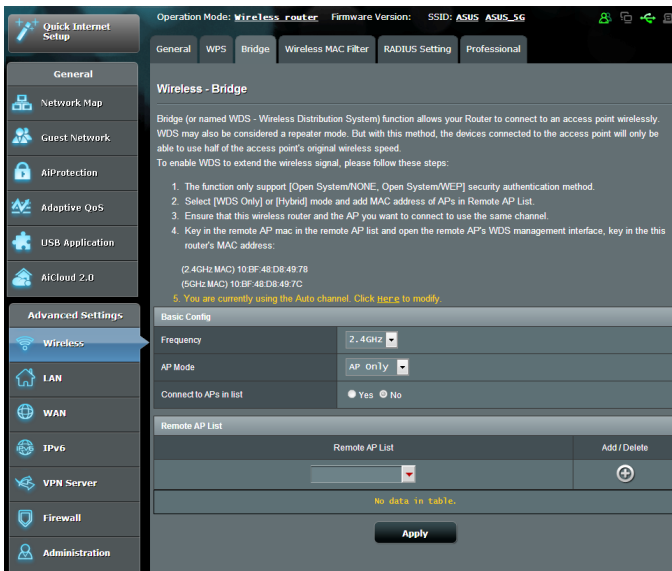 Quick Internet
Setup
Operation Mode: Wireless router Firmware Version: SSID: ASUS ASUS_5G
General WPS Bridge Wireless MAC Filter RADIUS Setting Professional
General
Network Map
Guest Network
AiProtection
Adaptive QoS
USB Application
AiCloud 2.0
Advanced Settings
Wireless
LAN
WAN
IPv6
VPN Server
Firewall
Administration
Wireless - Bridge
Bridge (or named WDS - Wireless Distribution System) function allows your Router to connect to an access point wirelessly.
WDS may also be considered a repeater mode. But with this method, the devices connected to the access point will only be
able to use half of the access point's original wireless speed.
To enable WDS to extend the wireless signal, please follow these steps:
1. The function only support [Open System/NONE, Open System/WEP] security authentication method.
2. Select [WDS Only] or [Hybrid] mode and add MAC address of APs in Remote AP List.
3. Ensure that this wireless router and the AP you want to connect to use the same channel.
4. Key in the remote AP mac in the remote AP list and open the remote AP's WDS management interface, key in the this
router's MAC address:
(2.4GHz MAC) 10:BF:48:D8:49:78
(5GHz MAC) 10:BF:48:D8:49:7C
5. You are currently using the Auto channel. Click Here to modify.
Basic Config
Frequency 2.4GHz
AP Mode AP Only
Connect to APs in list Yes No
Remote AP List
Remote AP List Add / Delete
No data in table.
Apply